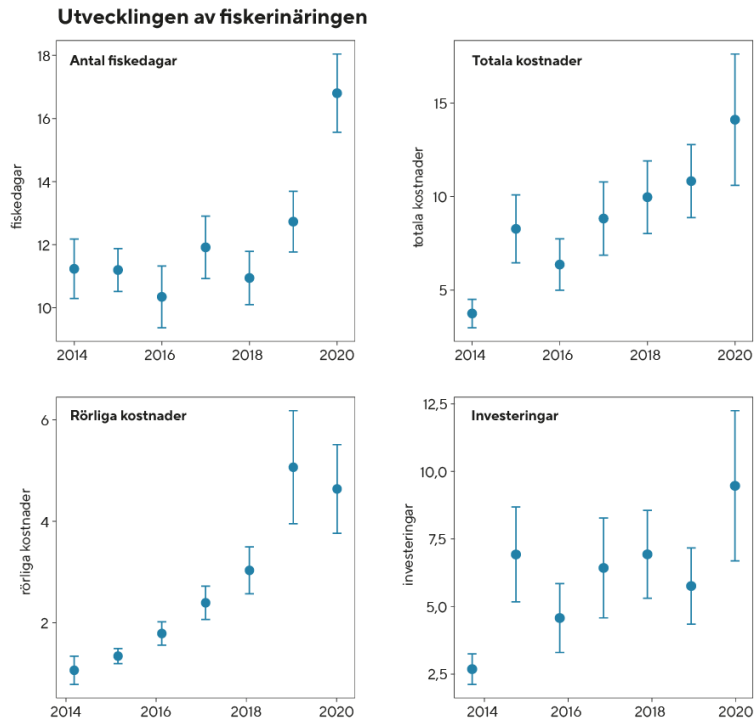 Utvecklingen av fiskerinäringen
Antal fiskedagar
fiskedagar
18
16
14
12
10
2014 2016 2018 2020
Totala kostnader
totala kostnader
15
10
5
2014 2016 2018 2020
Rörliga kostnader
rörliga kostnader
6
4
2
2014 2016 2018 2020
Investeringar
investeringar
12,5
10,0
7,5
5,0
2,5
2014 2016 2018 2020